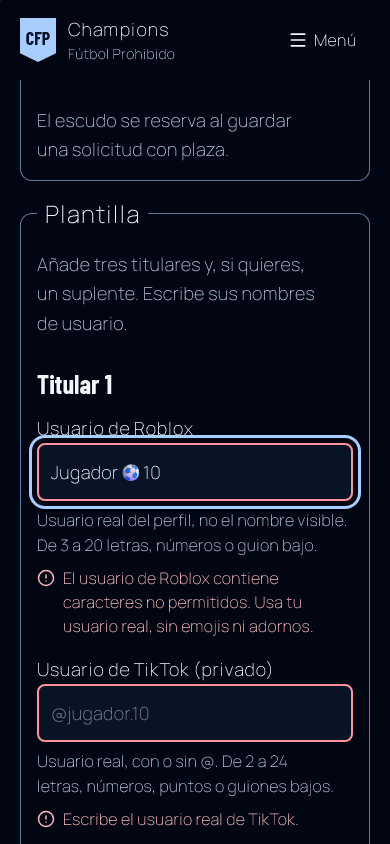 CFP
Champions
Fútbol Prohibido
Menú
El escudo se reserva al guardar
una solicitud con plaza.
Plantilla
Añade tres titulares y, si quieres,
un suplente. Escribe sus nombres
de usuario.
Titular 1
Usuario de Roblox
Jugador ⚽ 10
Usuario real del perfil, no el nombre visible.
De 3 a 20 letras, números o guion bajo.
El usuario de Roblox contiene
caracteres no permitidos. Usa tu
usuario real, sin emojis ni adornos.
Usuario de TikTok (privado)
@jugador.10
Usuario real, con o sin @. De 2 a 24
letras, números, puntos o guiones bajos.
Escribe el usuario real de TikTok.